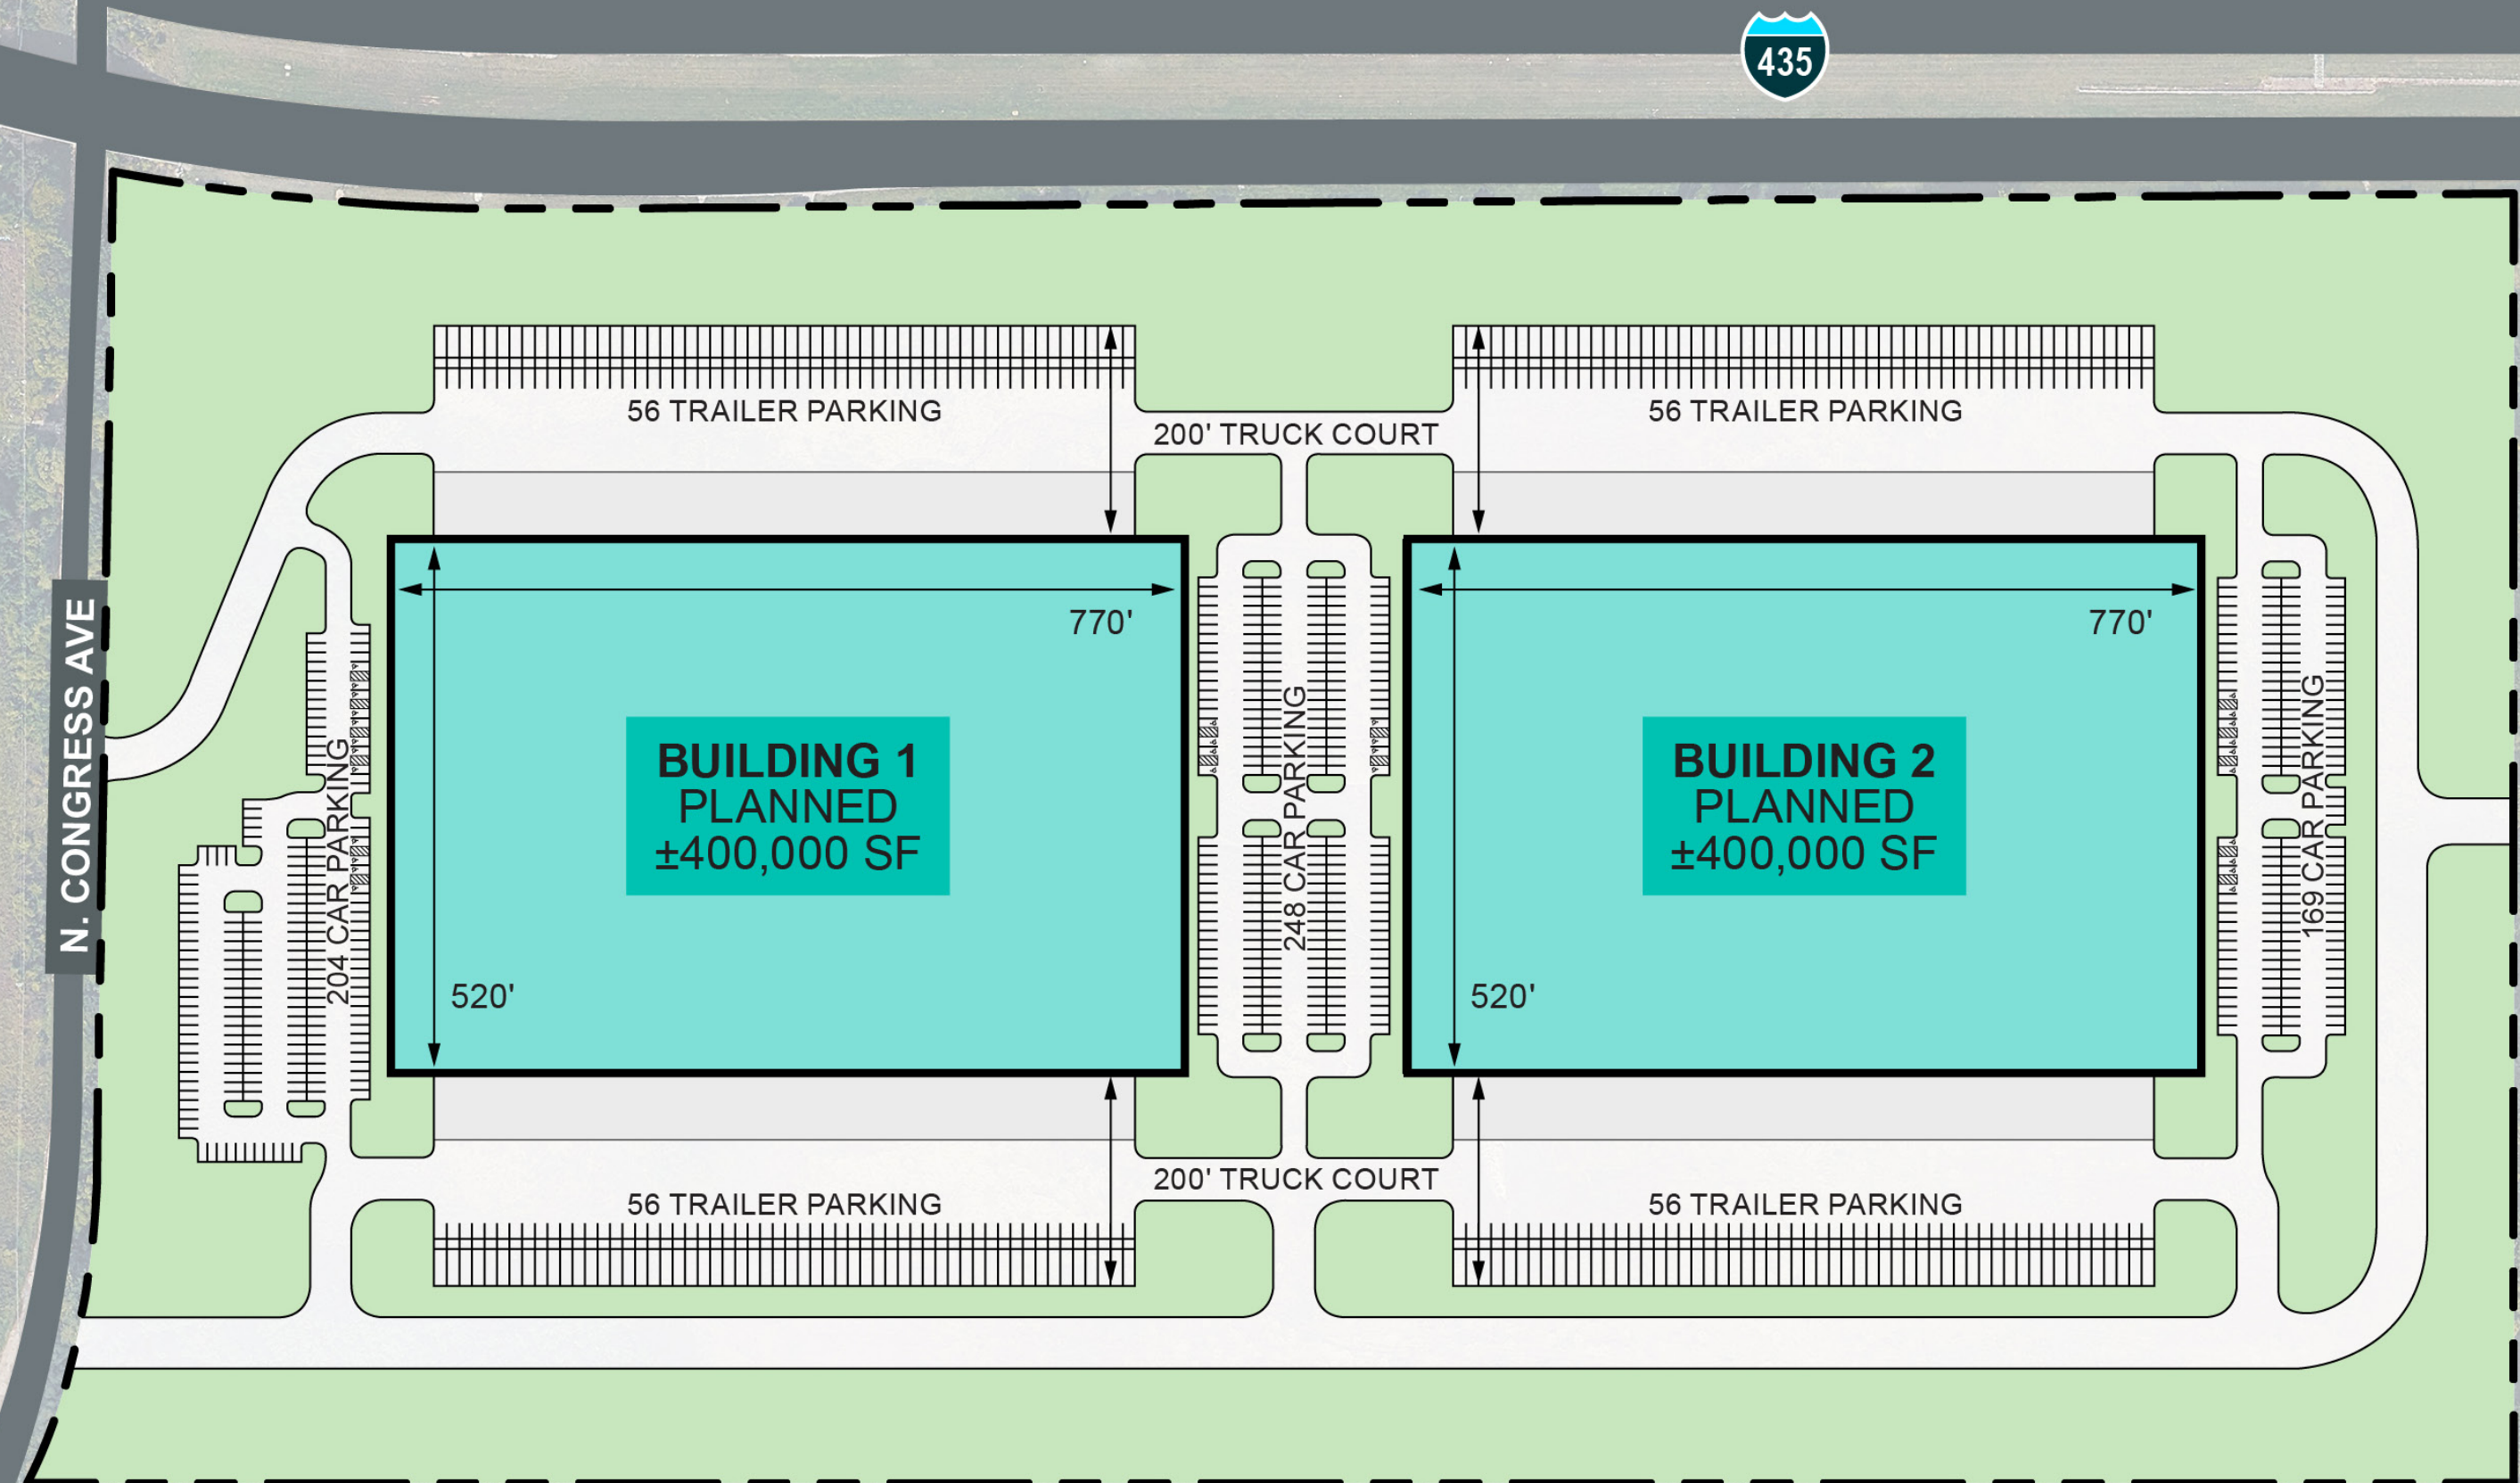 435
56 TRAILER PARKING
56 TRAILER PARKING
200' TRUCK COURT
770'
770'
N. CONGRESS AVE
204 CAR PARKING
BUILDING 1
PLANNED
±400,000 SF
248 CAR PARKING
BUILDING 2
PLANNED
±400,000 SF
169 CAR PARKING
520'
520'
200' TRUCK COURT
56 TRAILER PARKING
56 TRAILER PARKING